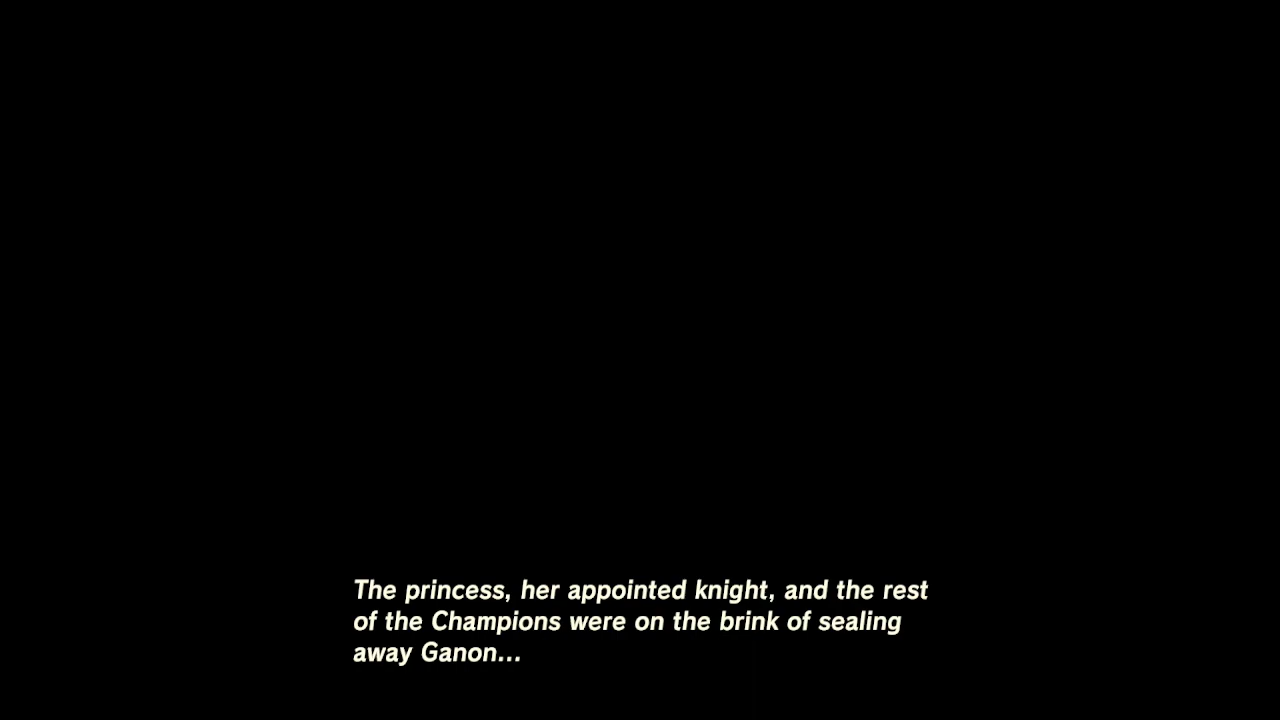 The princess, her appointed knight, and the rest
of the Champions were on the brink of sealing
away Ganon...